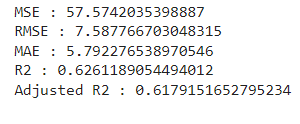 MSE : 57.5742035398887
RMSE : 7.587766703048315
MAE : 5.792276538970546
R2 : 0.6261189054494012
Adjusted R2 : 0.6179151652795234